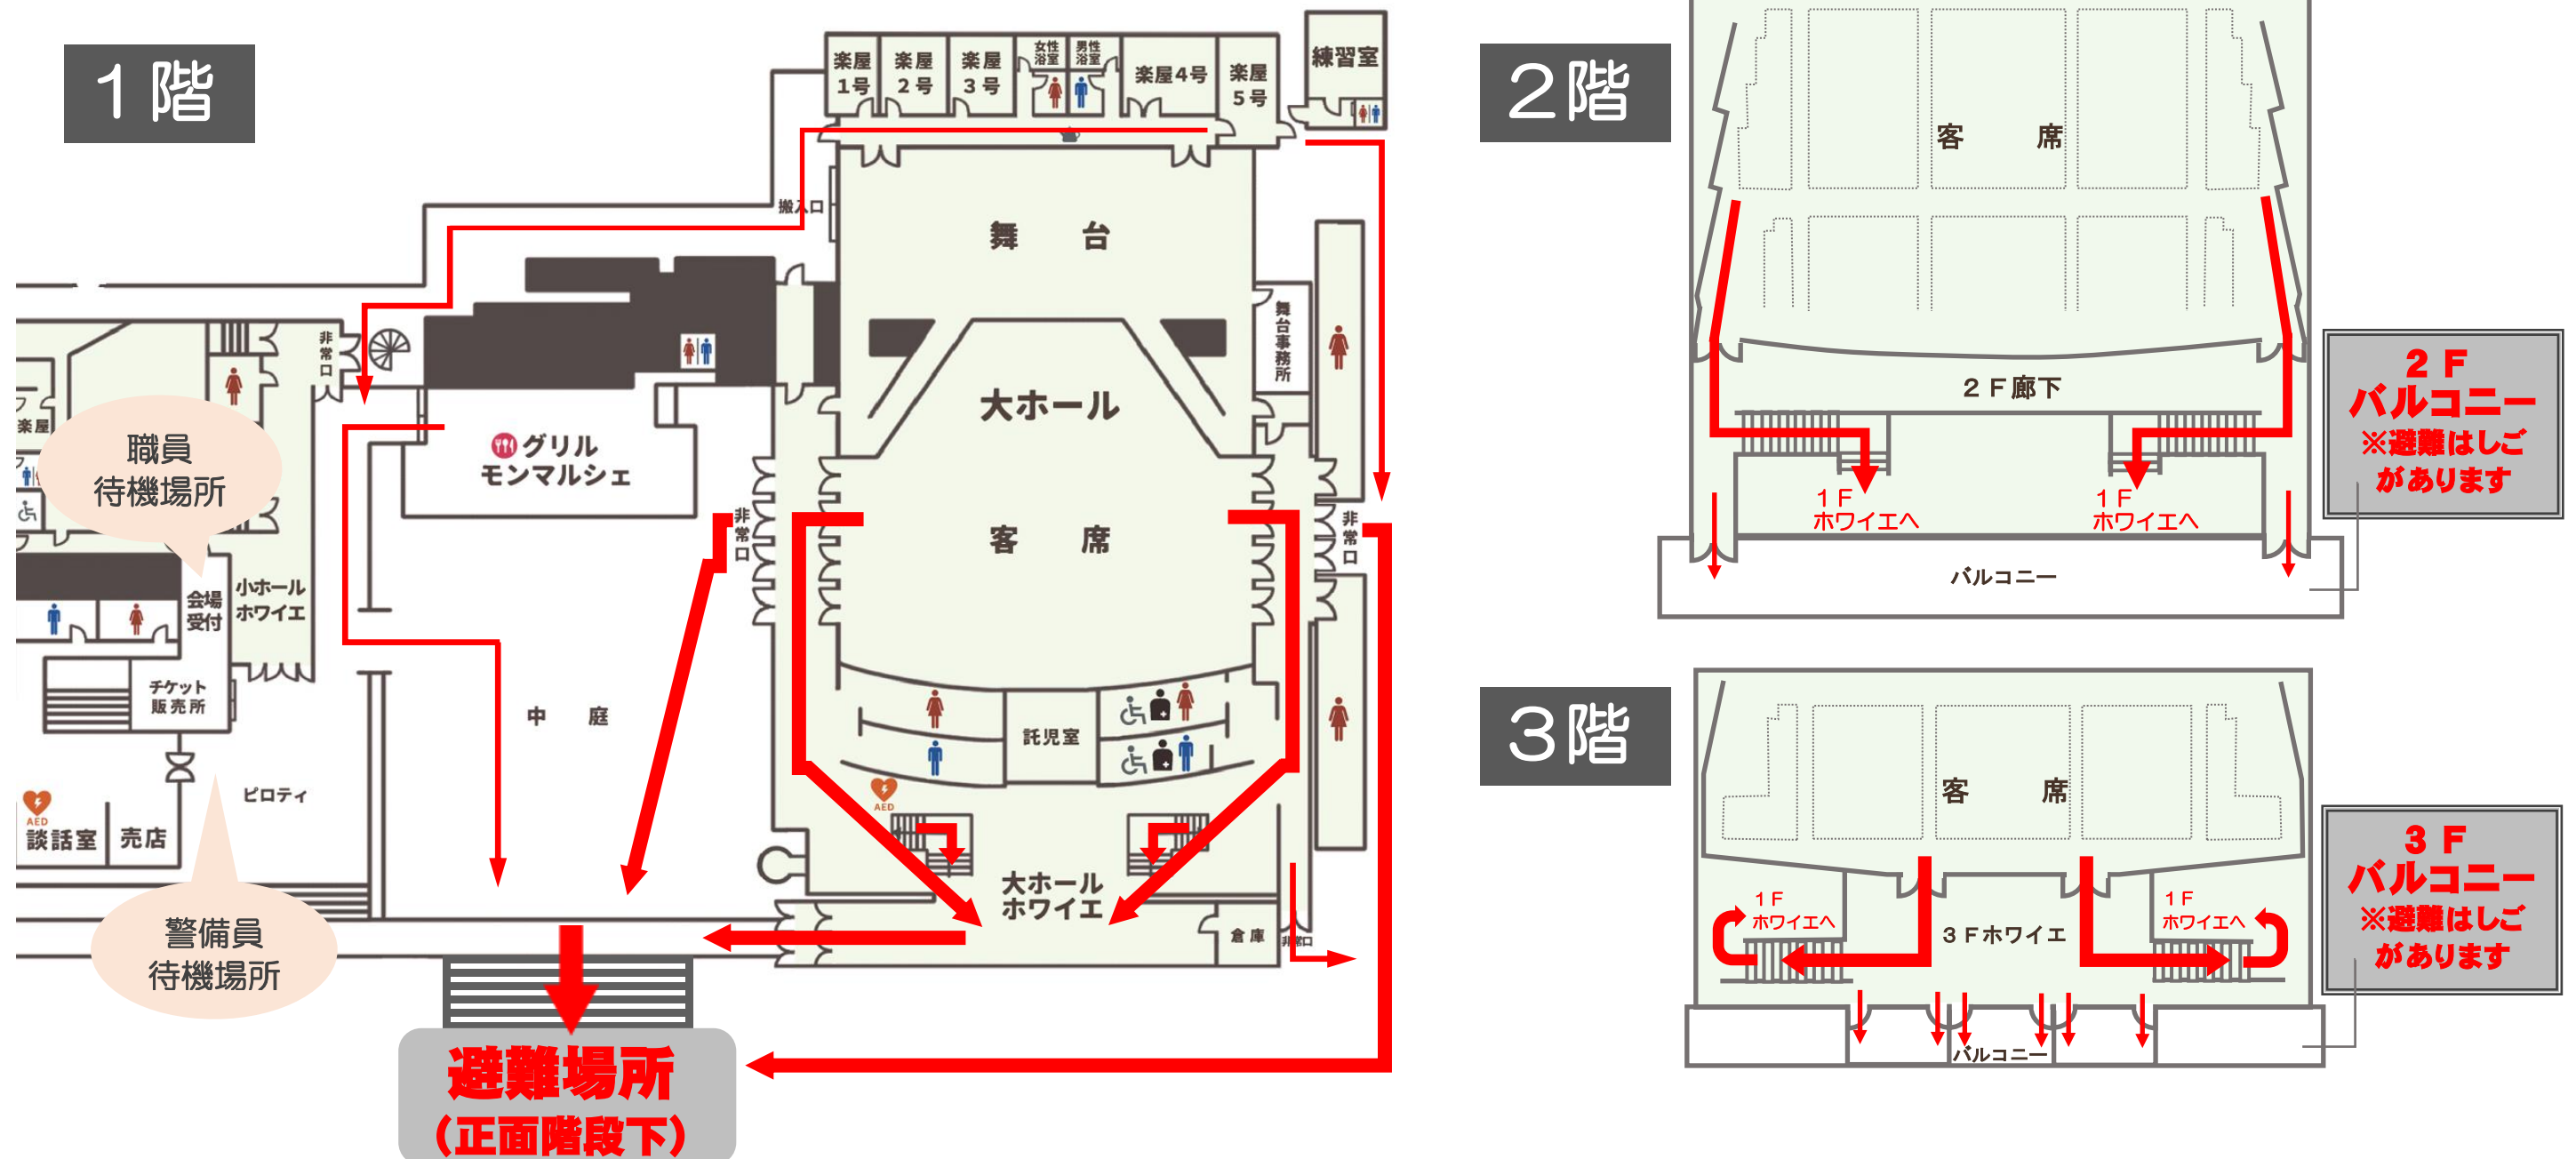 1階
楽屋
1号
楽屋
2号
楽屋
3号
女性
浴室
男性
浴室
楽屋4号
楽屋
5号
練習室
搬入口
舞 台
舞台事務所
非常口
大ホール
グリル
モンマルシェ
楽屋
職員
待機場所
非常口
客 席
非常口
小ホール
ホワイエ
会場
受付
チケット
販売所
中 庭
託児室
ピロティ
AED
談話室
売店
AED
大ホール
ホワイエ
倉庫
非常口
警備員
待機場所
避難場所
(正面階段下)
2階
客 席
2F廊下
1F
ホワイエへ
1F
ホワイエへ
バルコニー
2F
バルコニー
※避難はしご
があります
3階
客 席
1F
ホワイエへ
1F
ホワイエへ
3Fホワイエ
バルコニー
3F
バルコニー
※避難はしご
があります